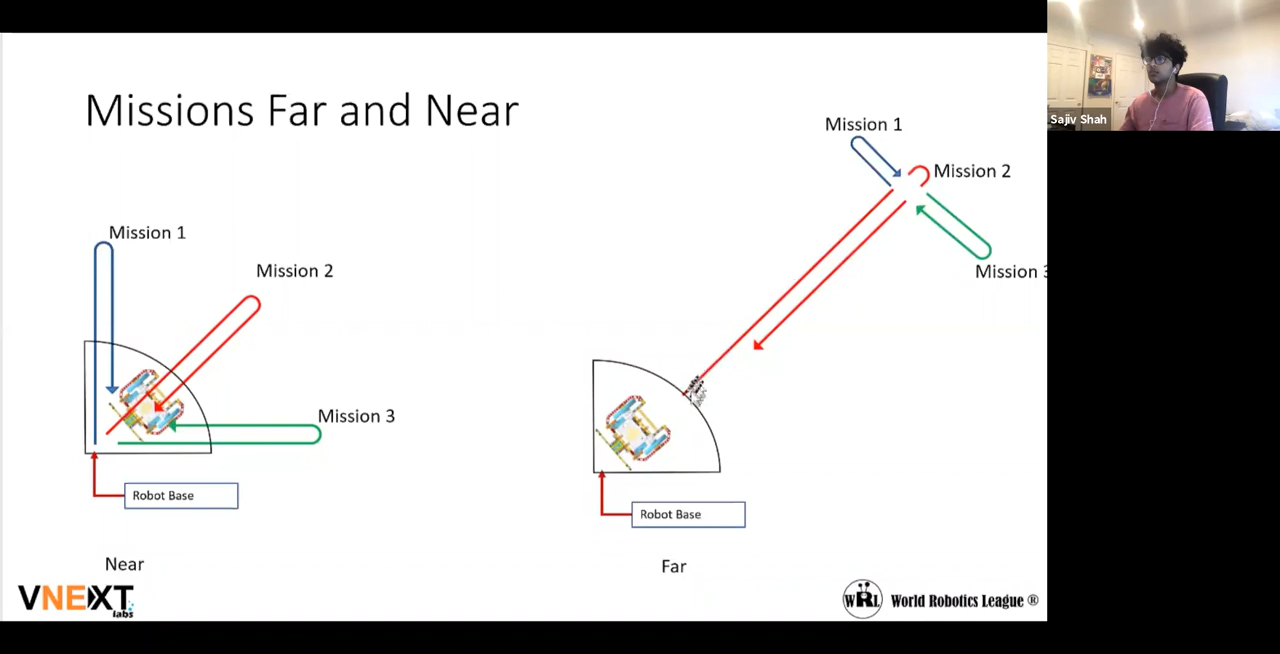 Missions Far and Near
Sajiv Shah
Mission 1
Mission 2
Mission 3
Robot Base
Near
Mission 1
Mission 2
Mission 3
Robot Base
Far
VNEXT
labs
WRL World Robotics League ®